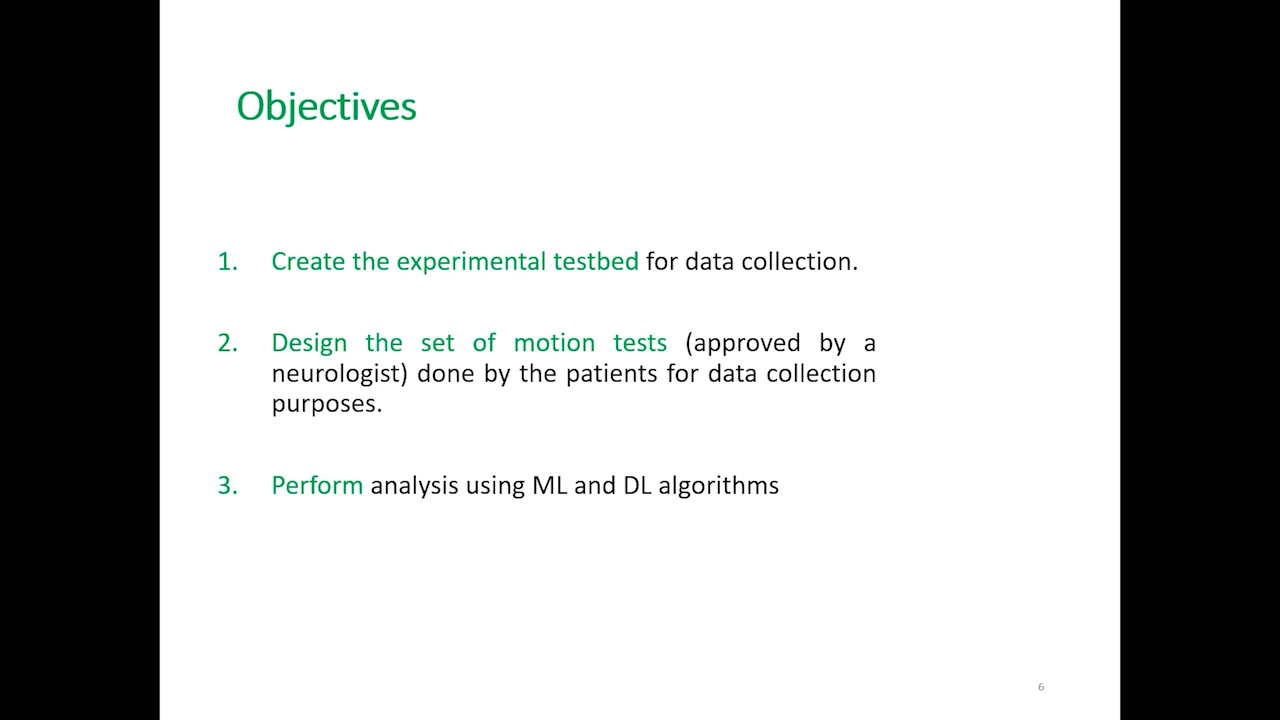 Objectives
1. Create the experimental testbed for data collection.
2. Design the set of motion tests (approved by a
neurologist) done by the patients for data collection
purposes.
3. Perform analysis using ML and DL algorithms
6